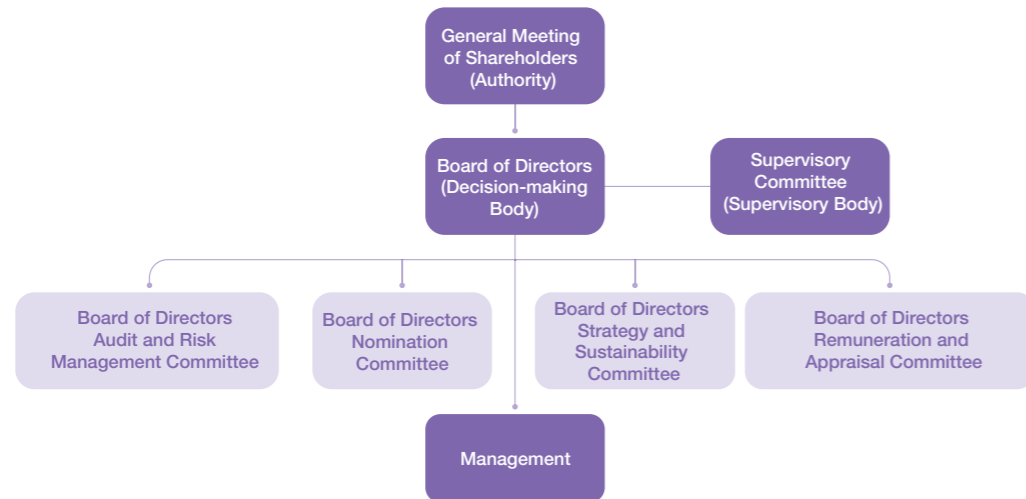 General Meeting
of Shareholders
(Authority)
Board of Directors
(Decision-making
Body)
Supervisory
Committee
(Supervisory Body)
Board of Directors
Audit and Risk
Management Committee
Board of Directors
Nomination
Committee
Board of Directors
Strategy and
Sustainability
Committee
Board of Directors
Remuneration and
Appraisal Committee
Management